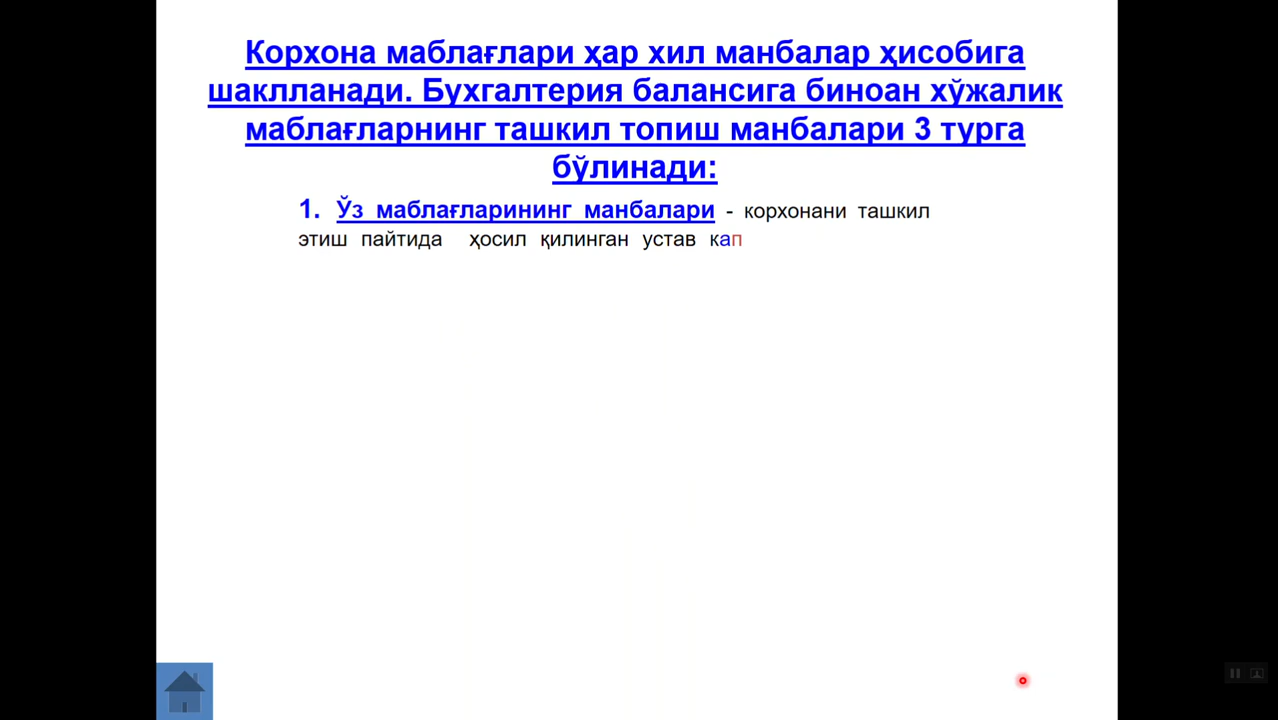 Корхона маблағлари ҳар хил манбалар ҳисобига
шаклланади. Бухгалтерия балансига биноан хўжалик
маблағларнинг ташкил топиш манбалари 3 турга
бўлинади:
1. Ўз маблағларининг манбалари - корхонани ташкил
этиш пайтида ҳосил қилинган устав кап